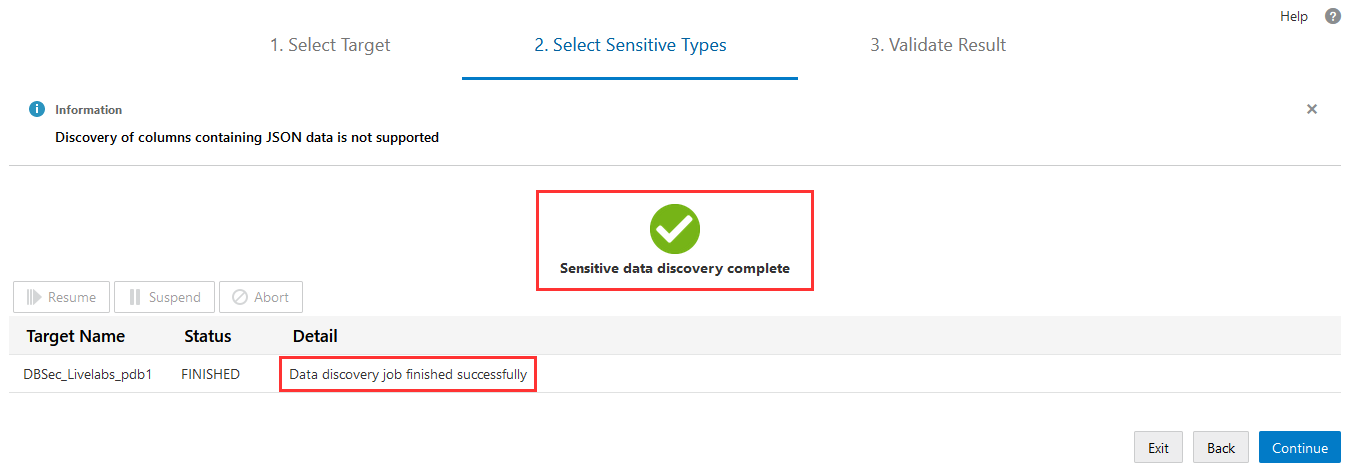 Help
1. Select Target 2. Select Sensitive Types 3. Validate Result
Information
Discovery of columns containing JSON data is not supported
Sensitive data discovery complete
Resume Suspend Abort
Target Name Status Detail
DBSec_Livelabs_pdb1 FINISHED Data discovery job finished successfully
Exit Back Continue